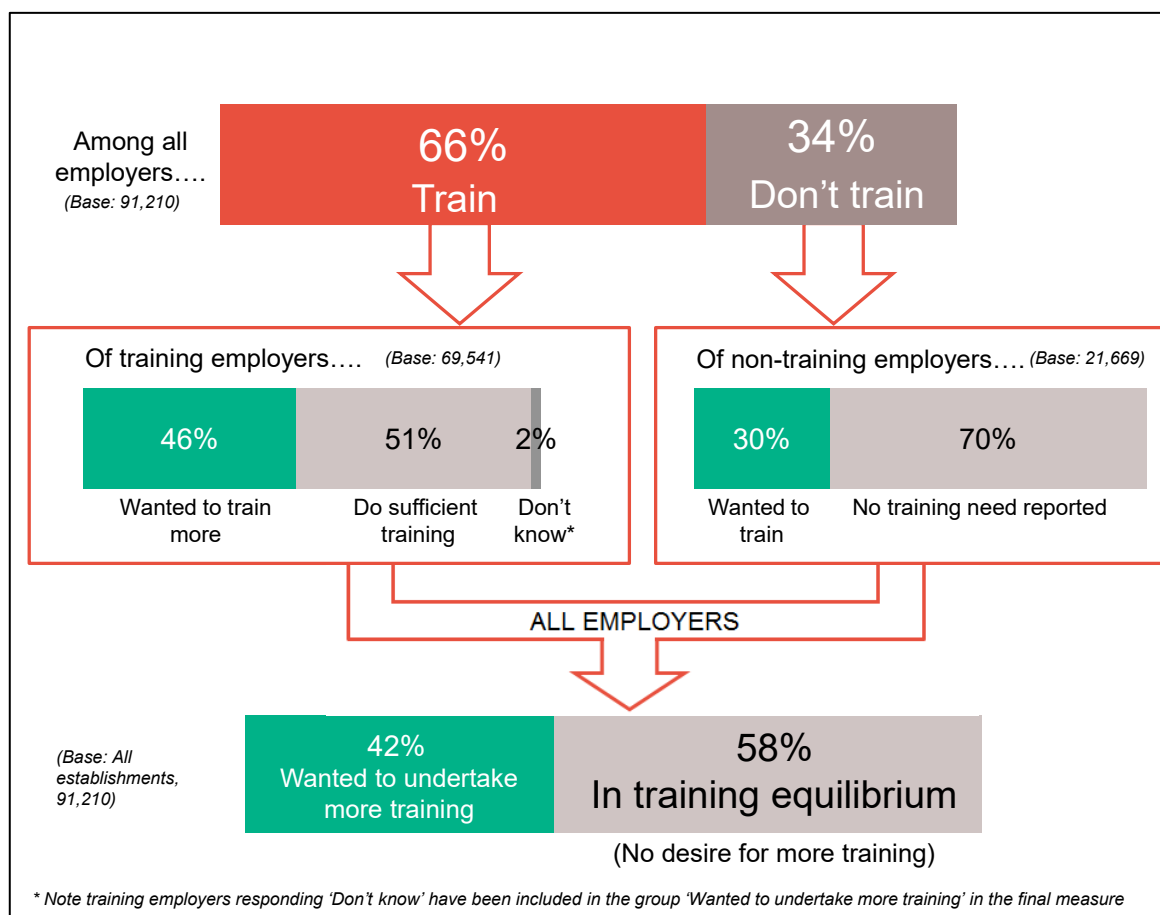 Among all
employers….
(Base: 91,210)
66%
Train
34%
Don’t train
Of training employers…. (Base: 69,541)
46%
51%
2%
Wanted to train
more
Do sufficient
training
Don’t
know*
Of non-training employers…. (Base: 21,669)
30%
70%
Wanted to
train
No training need reported
ALL EMPLOYERS
(Base: All
establishments,
91,210)
42%
Wanted to undertake
more training
58%
In training equilibrium
(No desire for more training)
* Note training employers responding ‘Don’t know’ have been included in the group ‘Wanted to undertake more training’ in the final measure